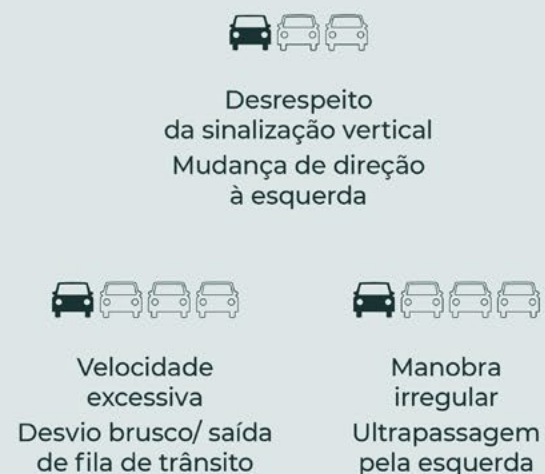 Desrespeito
da sinalização vertical
Mudança de direção
à esquerda
Velocidade
excessiva
Desvio brusco/ saída
de fila de trânsito
Manobra
irregular
Ultrapassagem
pela esquerda